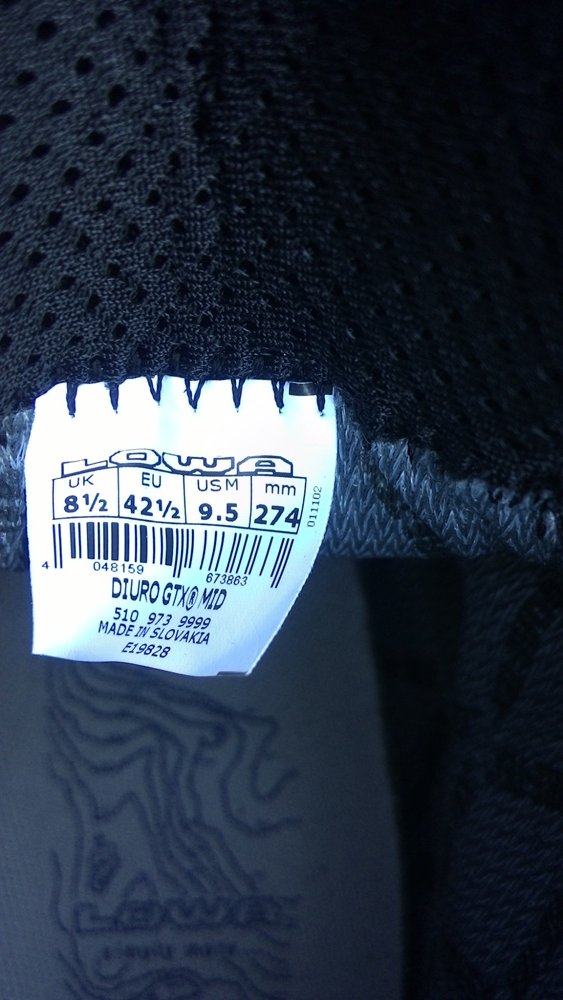 LOWA
UK EU US M mm
8½ 42½ 9.5 274
011102
4 048159 673863
DIURO GTX® MID
510 973 9999
MADE IN SLOVAKIA
E19828
LOWA